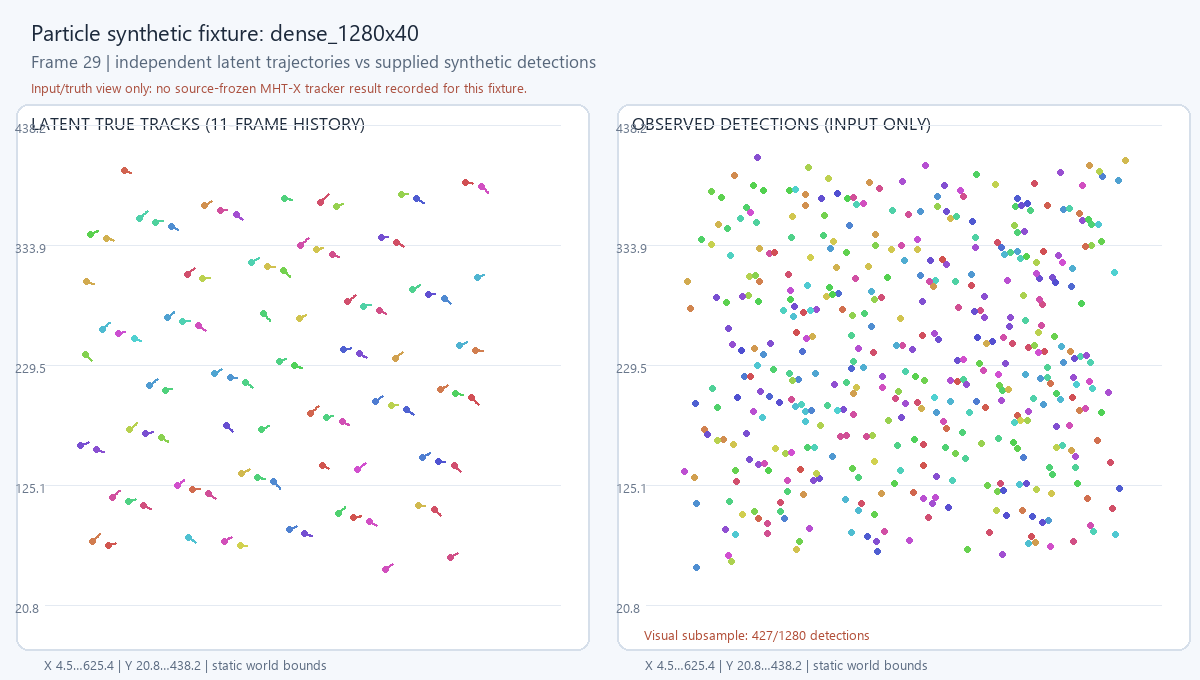 Particle synthetic fixture: dense_1280x40
Frame 29 | independent latent trajectories vs supplied synthetic detections
Input/truth view only: no source-frozen MHT-X tracker result recorded for this fixture.
LATENT TRUE TRACKS (11-FRAME HISTORY)
438.2
333.9
229.5
125.1
20.8
X 4.5...625.4 | Y 20.8...438.2 | static world bounds
OBSERVED DETECTIONS (INPUT ONLY)
438.2
333.9
229.5
125.1
20.8
Visual subsample: 427/1280 detections
X 4.5...625.4 | Y 20.8...438.2 | static world bounds